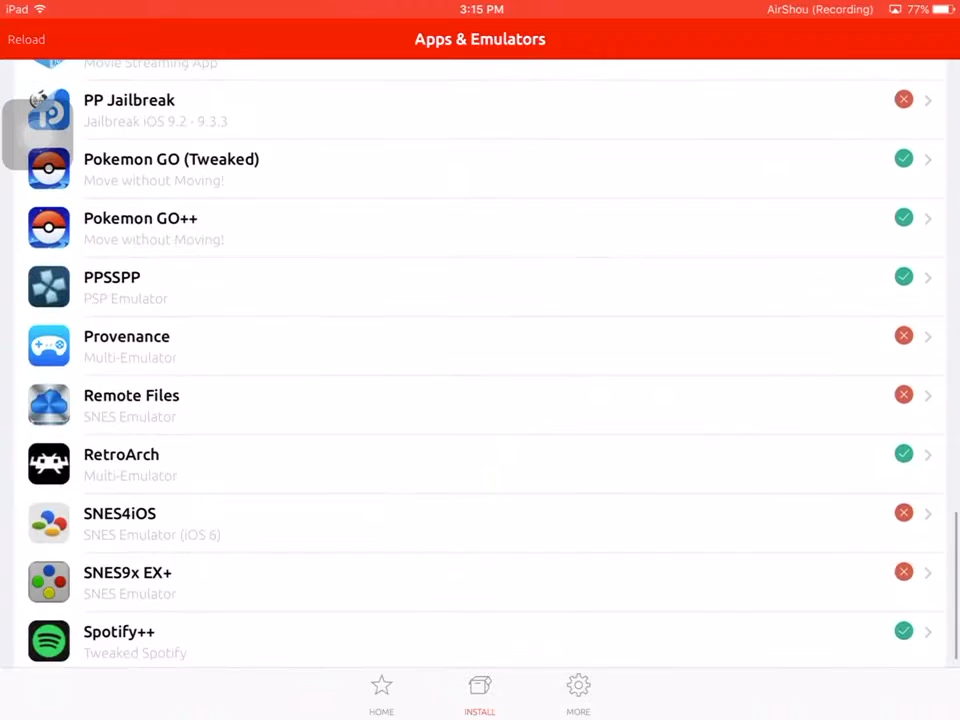 iPad 3:15 PM AirShou (Recording) 77%
Reload Apps & Emulators
Movie Streaming App
PP Jailbreak
Jailbreak iOS 9.2 - 9.3.3
Pokemon GO (Tweaked)
Move without Moving!
Pokemon GO++
Move without Moving!
PPSSPP
PSP Emulator
Provenance
Multi-Emulator
Remote Files
SNES Emulator
RetroArch
Multi-Emulator
SNES4iOS
SNES Emulator (iOS 6)
SNES9x EX+
SNES Emulator
Spotify++
Tweaked Spotify
HOME INSTALL MORE